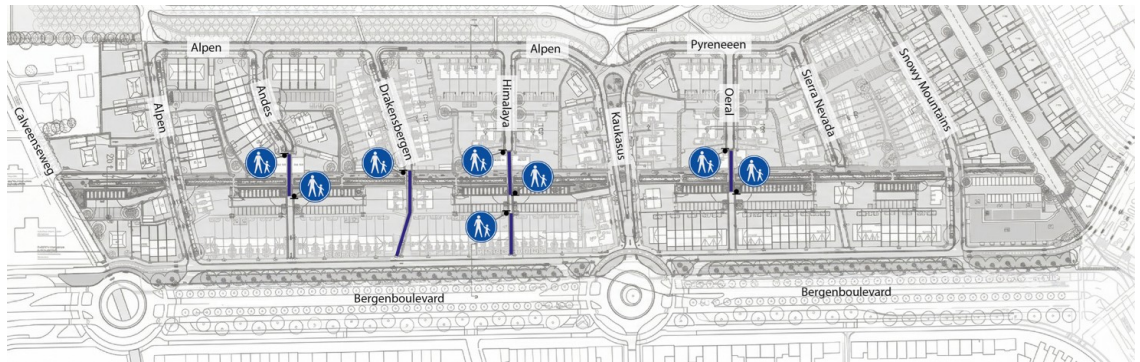 Alpen
Alpen
Pyreneeen
Calveenseweg
Alpen
Andes
Drakensbergen
Himalaya
Kaukasus
Oeral
Sierra Nevada
Snowy Mountains
Bergenboulevard
Bergenboulevard